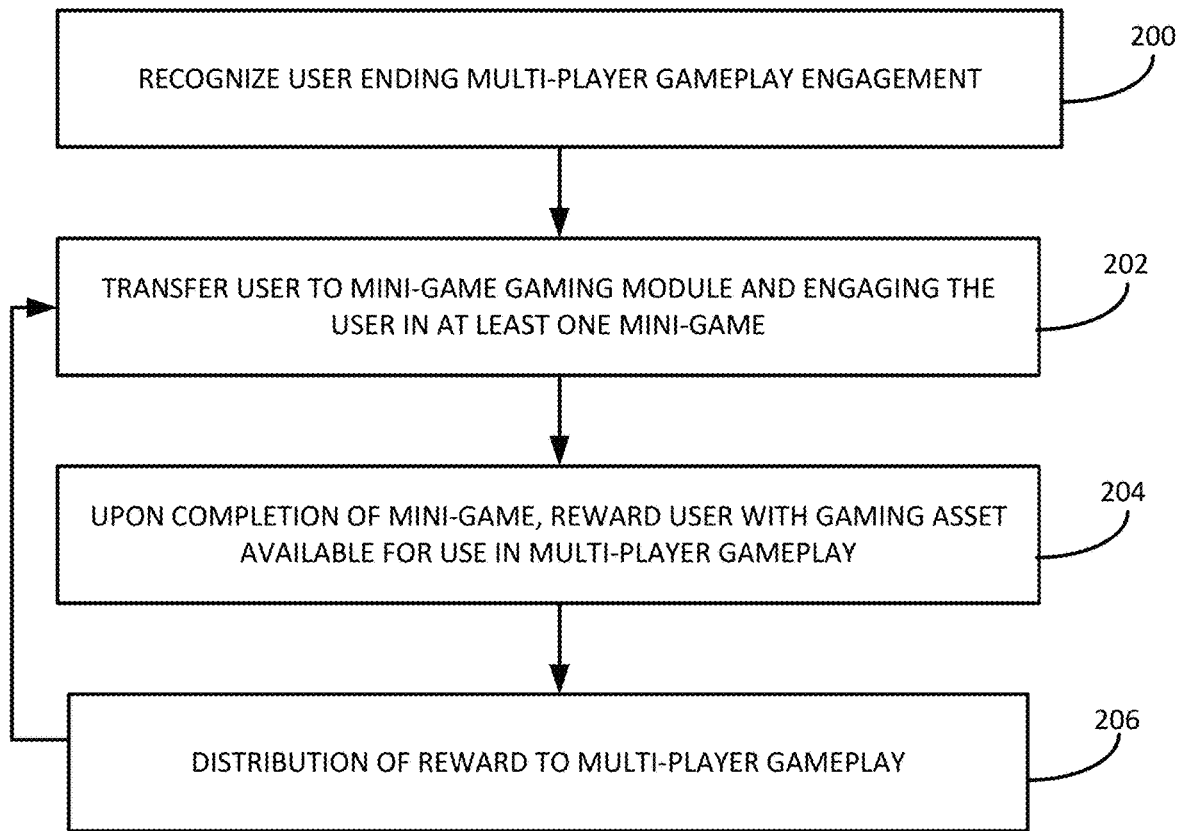 200
RECOGNIZE USER ENDING MULTI-PLAYER GAMEPLAY ENGAGEMENT
202
TRANSFER USER TO MINI-GAME GAMING MODULE AND ENGAGING THE
USER IN AT LEAST ONE MINI-GAME
204
UPON COMPLETION OF MINI-GAME, REWARD USER WITH GAMING ASSET
AVAILABLE FOR USE IN MULTI-PLAYER GAMEPLAY
206
DISTRIBUTION OF REWARD TO MULTI-PLAYER GAMEPLAY